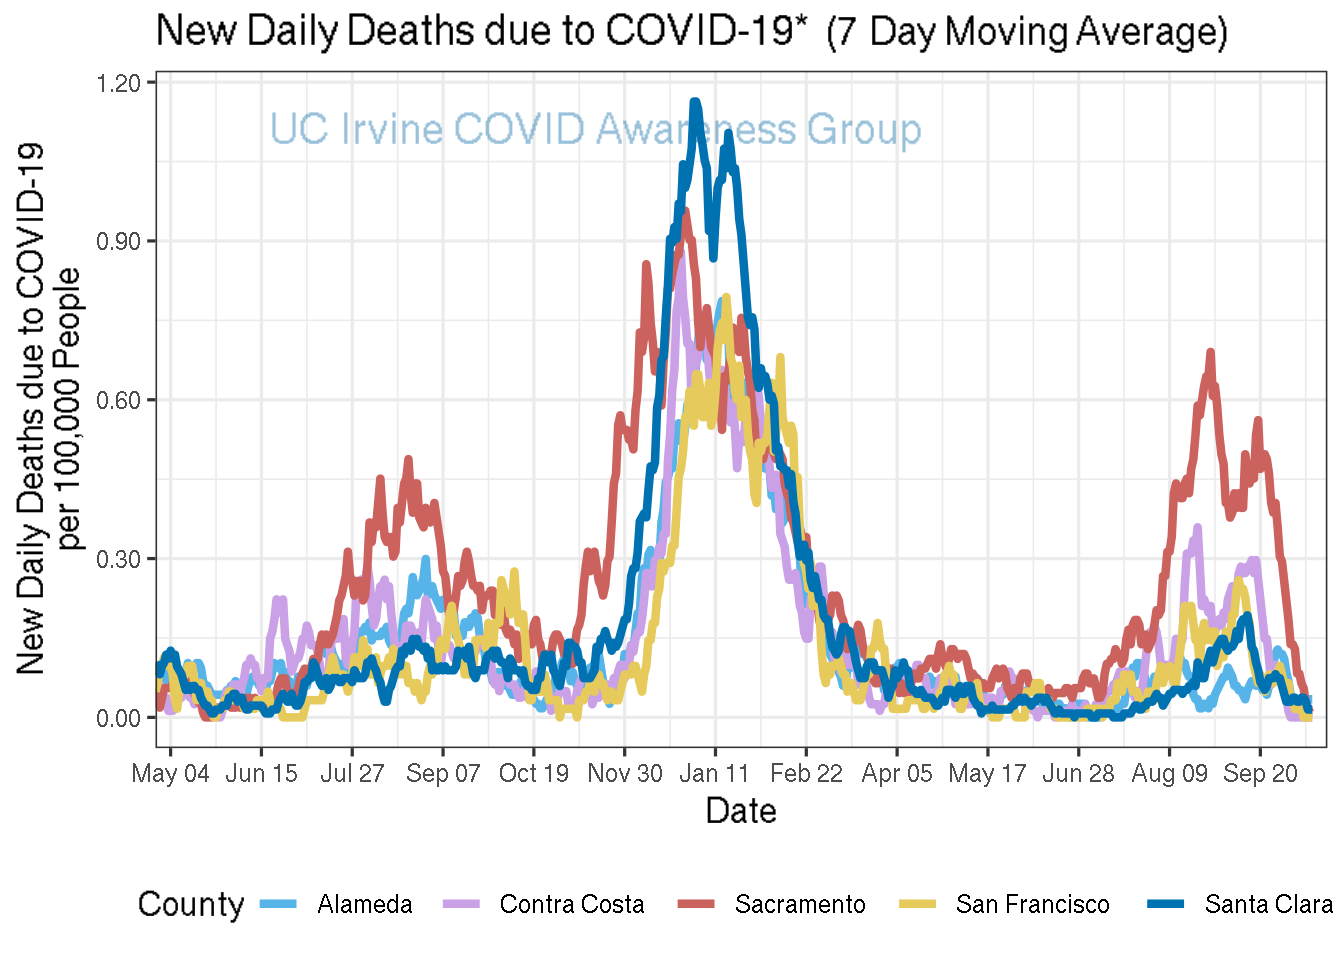 New Daily Deaths due to COVID-19* (7 Day Moving Average)
UC Irvine COVID Awareness Group
New Daily Deaths due to COVID-19
per 100,000 People
1.20
0.90
0.60
0.30
0.00
May 04 Jun 15 Jul 27 Sep 07 Oct 19 Nov 30 Jan 11 Feb 22 Apr 05 May 17 Jun 28 Aug 09 Sep 20
Date
County Alameda Contra Costa Sacramento San Francisco Santa Clara